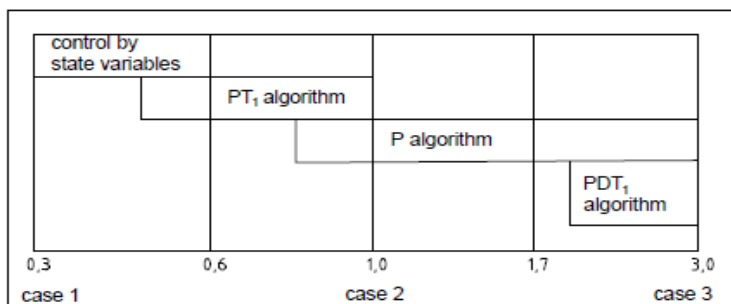 control by
state variables
PT₁ algorithm
P algorithm
PDT₁
algorithm
0,3 0,6 1,0 1,7 3,0
case 1 case 2 case 3